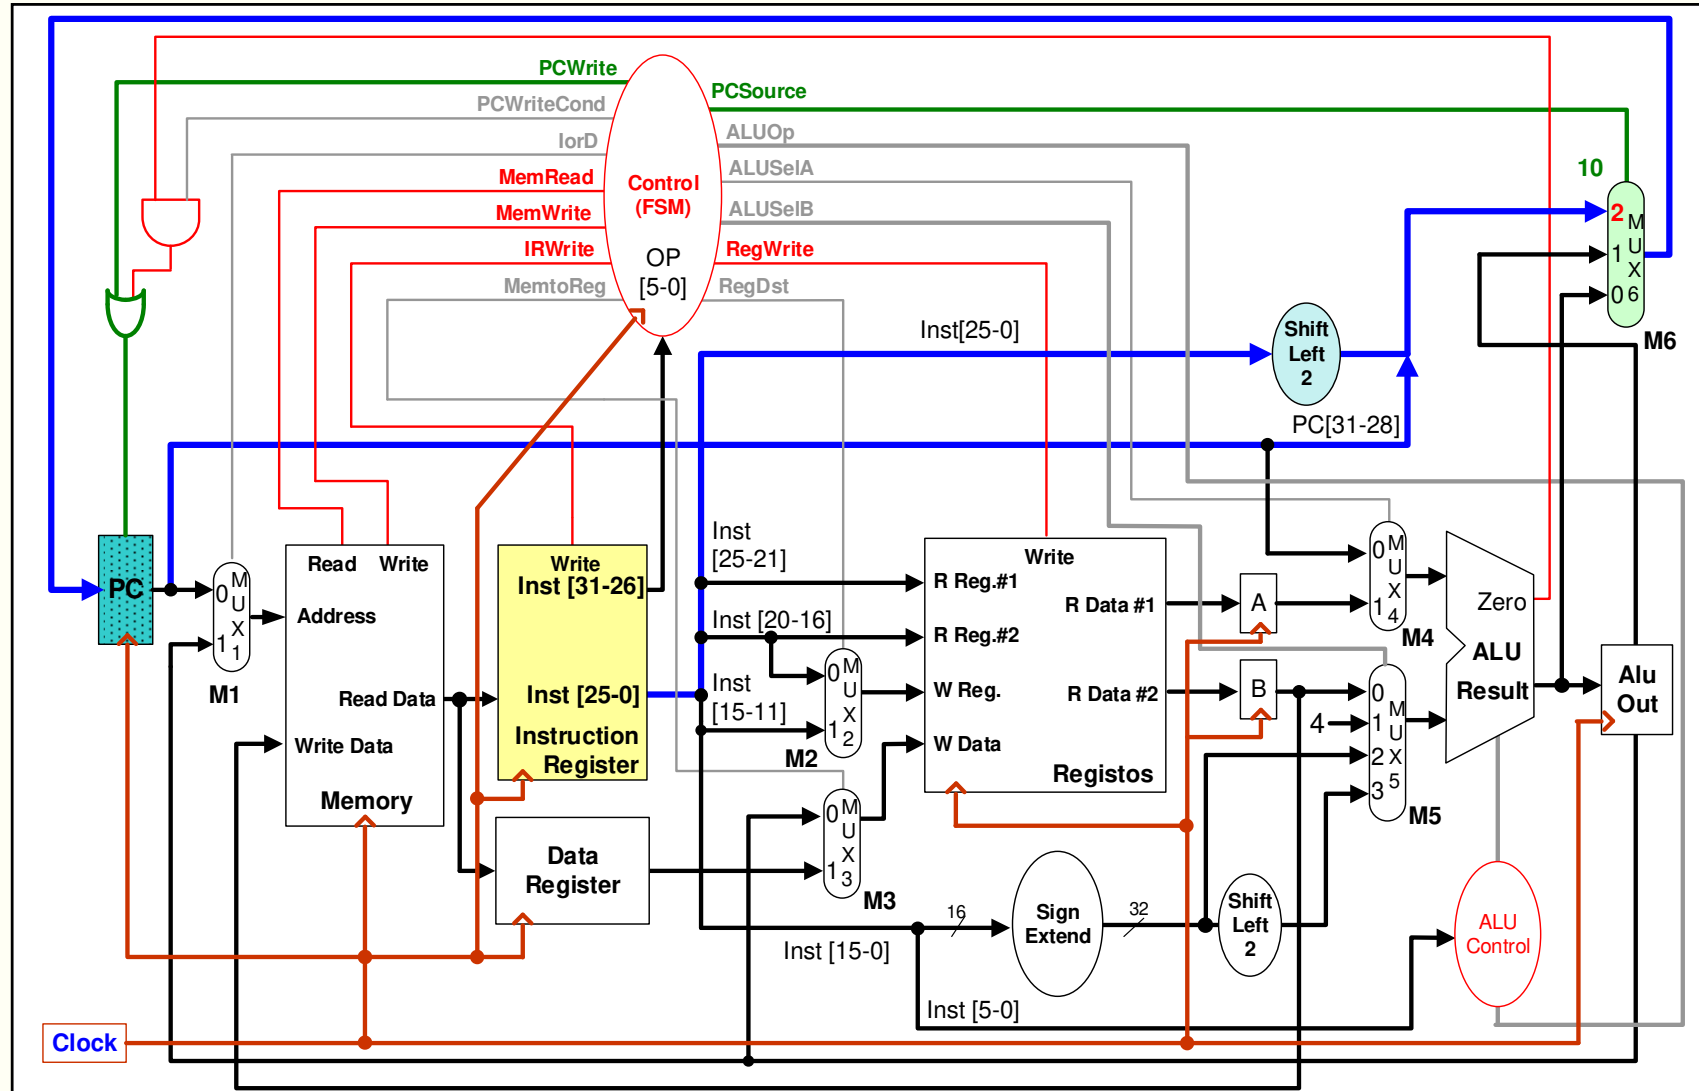 PCWrite
PCSource
PCWriteCond
ALUOp
IorD
ALUSelA
MemRead
Control
(FSM)
10
MemWrite
ALUSelB
2
M
U
X
6
1
0
IRWrite
OP
[5-0]
RegWrite
MemtoReg
RegDst
Inst[25-0]
Shift
Left
2
M6
PC[31-28]
Inst
[25-21]
PC
0
M
U
X
1
1
M1
Read
Write
Address
Read Data
Write Data
Memory
Write
Inst [31-26]
Inst [25-0]
Instruction
Register
Inst [20-16]
Inst
[15-11]
0
M
U
X
2
1
M2
Write
R Reg.#1
R Data #1
R Reg.#2
W Reg.
R Data #2
W Data
Registos
A
B
4
0
M
U
X
4
1
M4
0
1
2
3
M
U
X
5
M5
Zero
ALU
Result
Alu
Out
Data
Register
0
M
U
X
3
1
M3
16
Sign
Extend
32
Shift
Left
2
ALU
Control
Inst [15-0]
Inst [5-0]
Clock